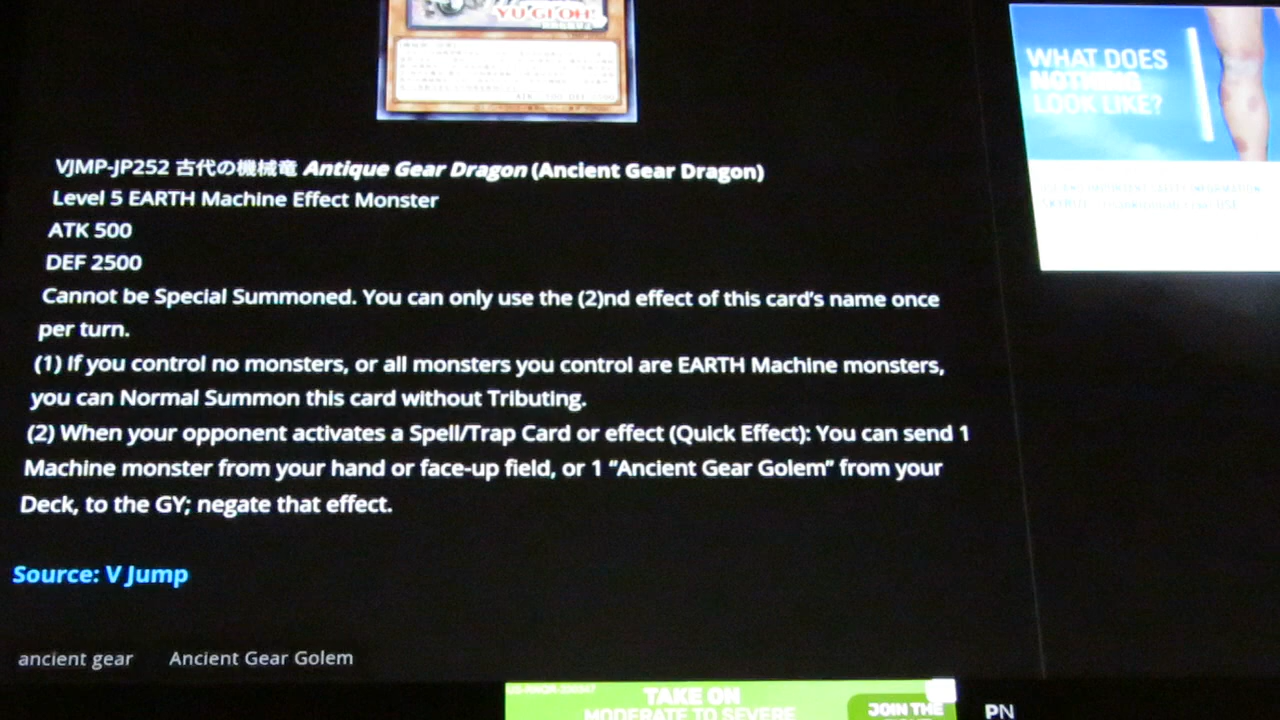 YU-GI-OH!
WHAT DOES
NOTHING
LOOK LIKE?
VJMP-JP252 古代の機械竜 Antique Gear Dragon (Ancient Gear Dragon)
Level 5 EARTH Machine Effect Monster
ATK 500
DEF 2500
Cannot be Special Summoned. You can only use the (2)nd effect of this card's name once
per turn.
(1) If you control no monsters, or all monsters you control are EARTH Machine monsters,
you can Normal Summon this card without Tributing.
(2) When your opponent activates a Spell/Trap Card or effect (Quick Effect): You can send 1
Machine monster from your hand or face-up field, or 1 “Ancient Gear Golem” from your
Deck, to the GY; negate that effect.
Source: V Jump
ancient gear Ancient Gear Golem
TAKE ON
MODERATE TO SEVERE
JOIN THE
PN